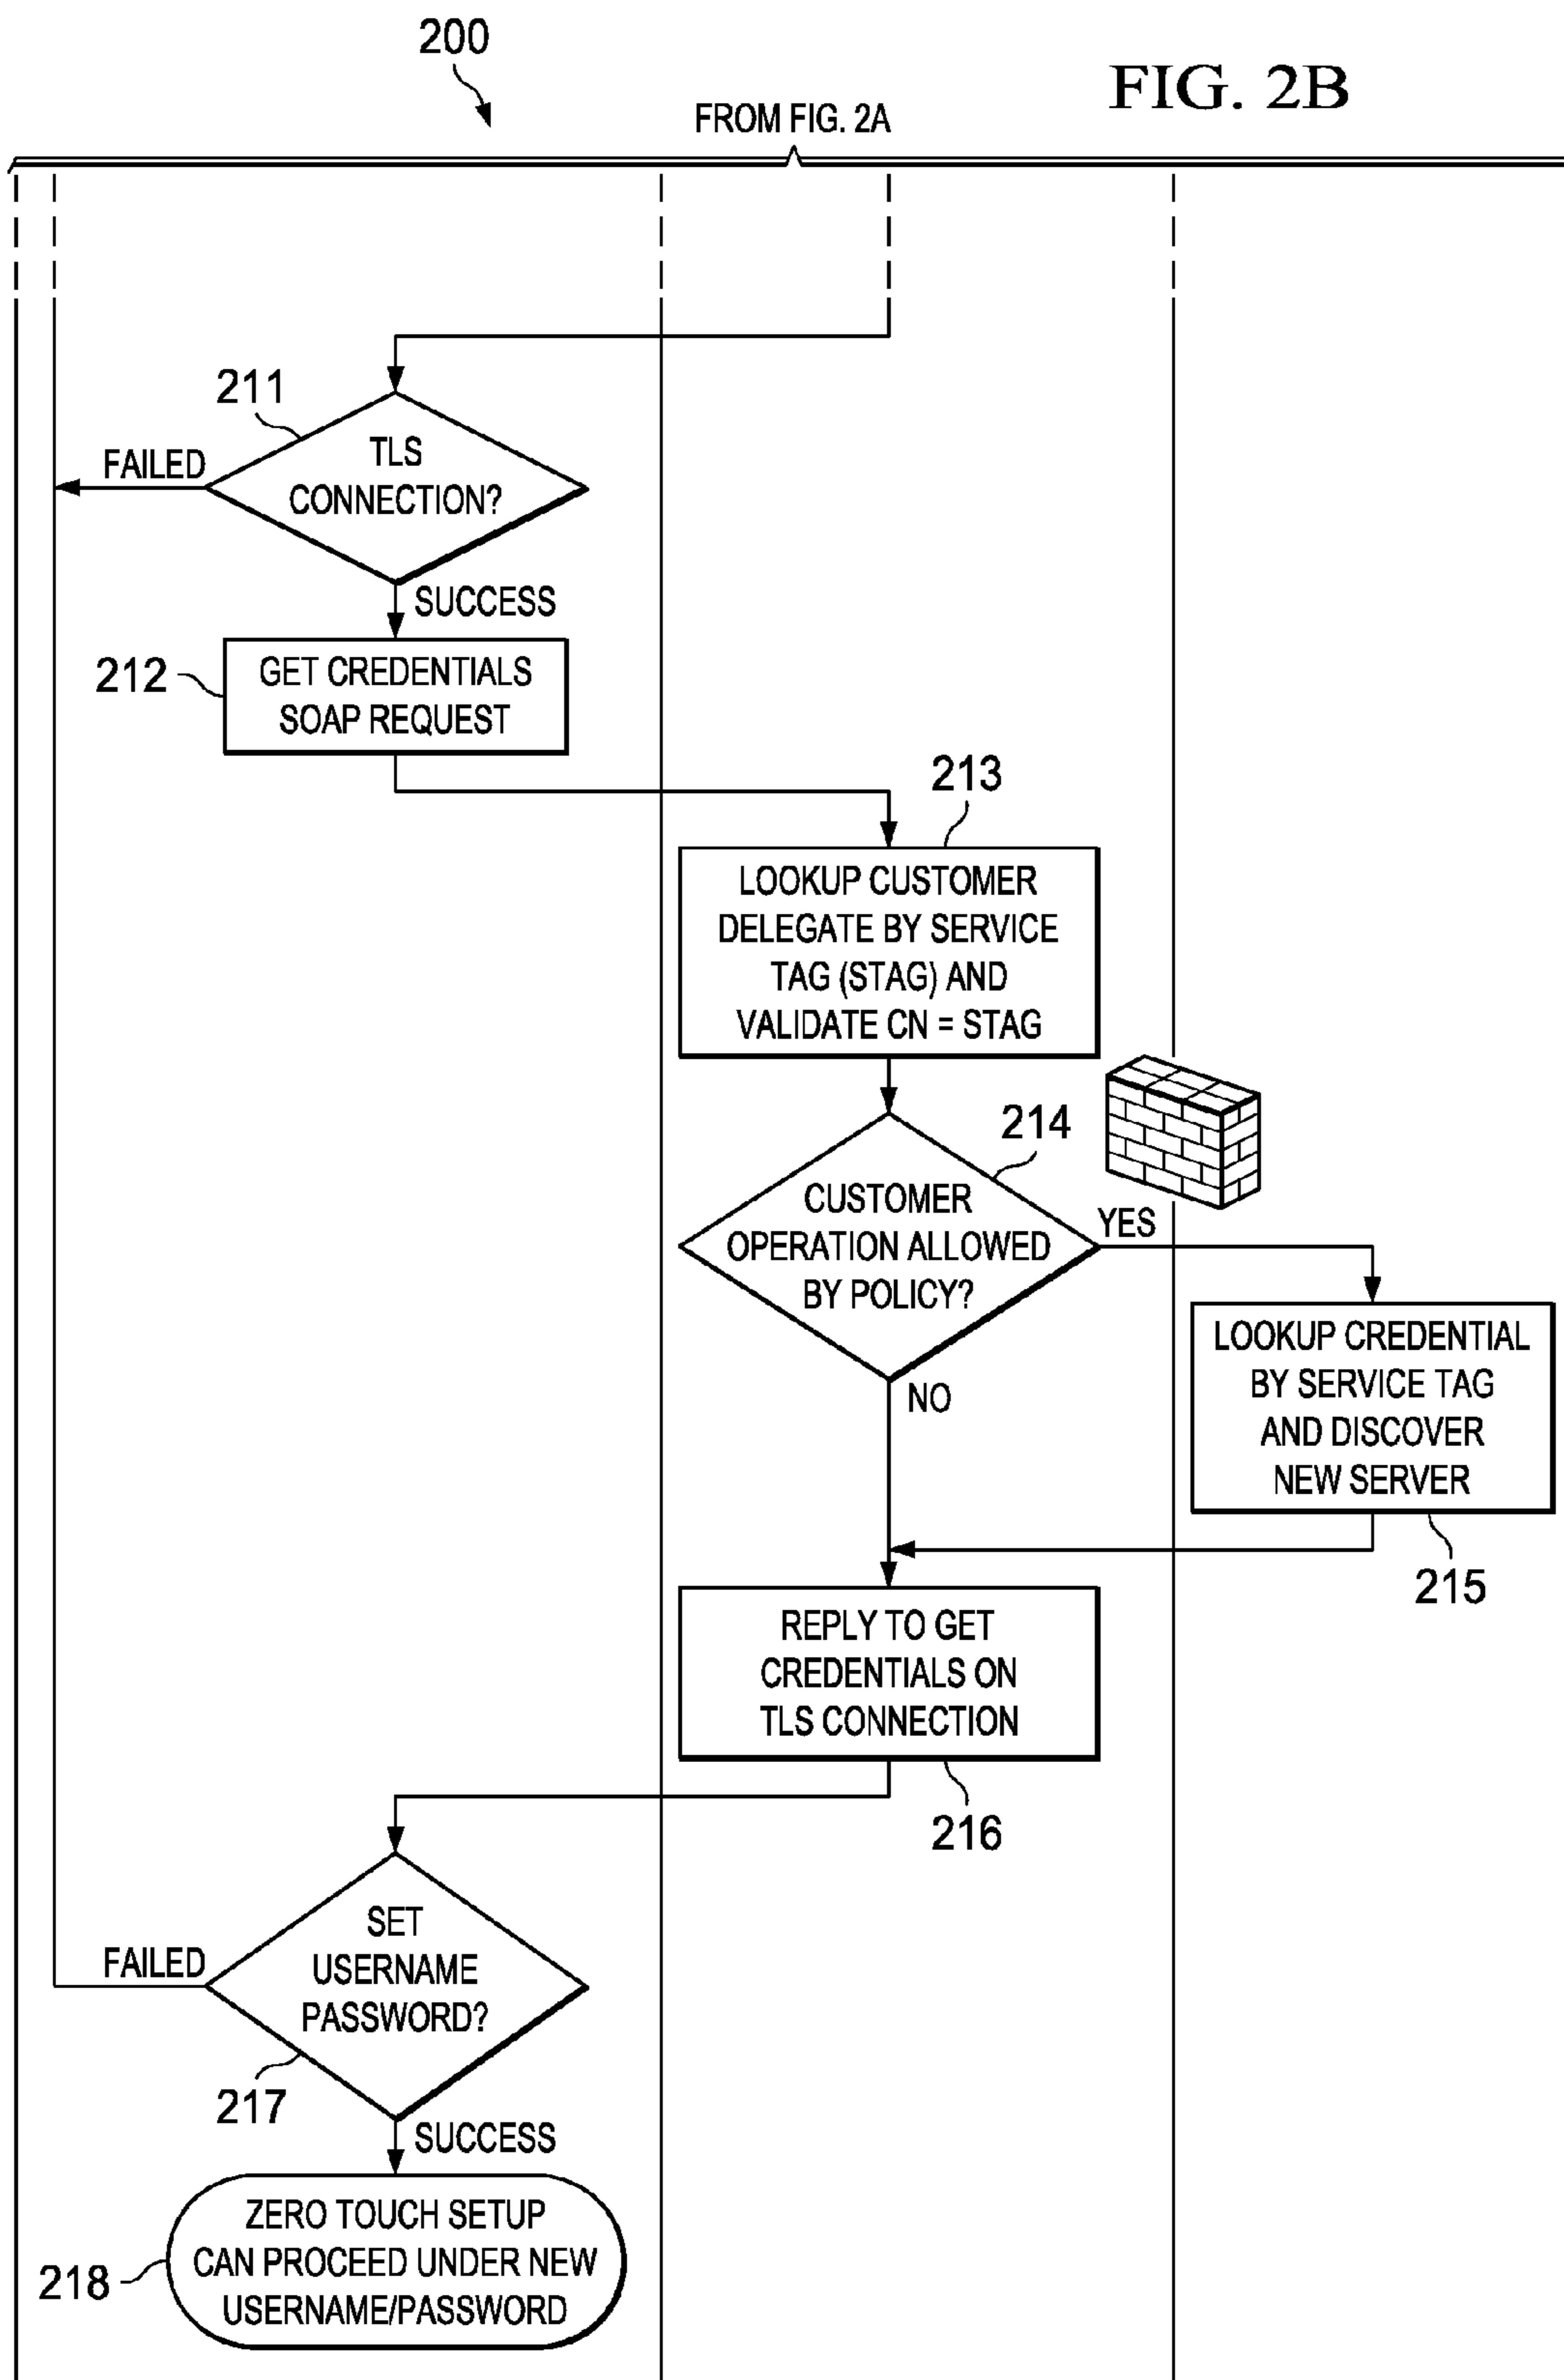 200
FIG. 2B
FROM FIG. 2A
211
TLS
CONNECTION?
FAILED
SUCCESS
212
GET CREDENTIALS
SOAP REQUEST
213
LOOKUP CUSTOMER
DELEGATE BY SERVICE
TAG (STAG) AND
VALIDATE CN = STAG
214
CUSTOMER
OPERATION ALLOWED
BY POLICY?
YES
NO
LOOKUP CREDENTIAL
BY SERVICE TAG
AND DISCOVER
NEW SERVER
215
REPLY TO GET
CREDENTIALS ON
TLS CONNECTION
216
SET
USERNAME
PASSWORD?
FAILED
217
SUCCESS
ZERO TOUCH SETUP
CAN PROCEED UNDER NEW
USERNAME/PASSWORD
218